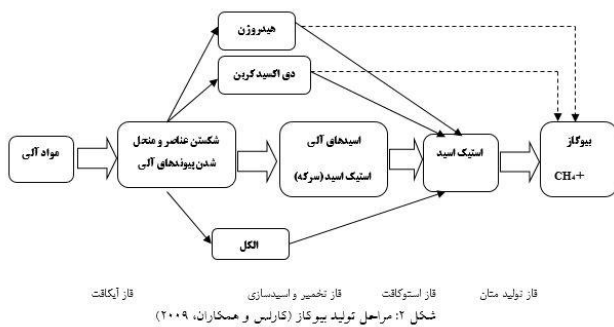 هیدروژن
دی اکسید کربن
مواد آلی
شکستن عناصر و منحل
شدن پیوندهای آلی
اسیدهای آلی
استیک اسید (سرکه)
استیک اسید
بیوگاز
CH₄+
الکل
فاز آبکافت
فاز تخمیر و اسیدسازی
فاز استوکافت
فاز تولید متان
شکل ۲: مراحل تولید بیوگاز (کارلس و همکاران، ۲۰۰۹)